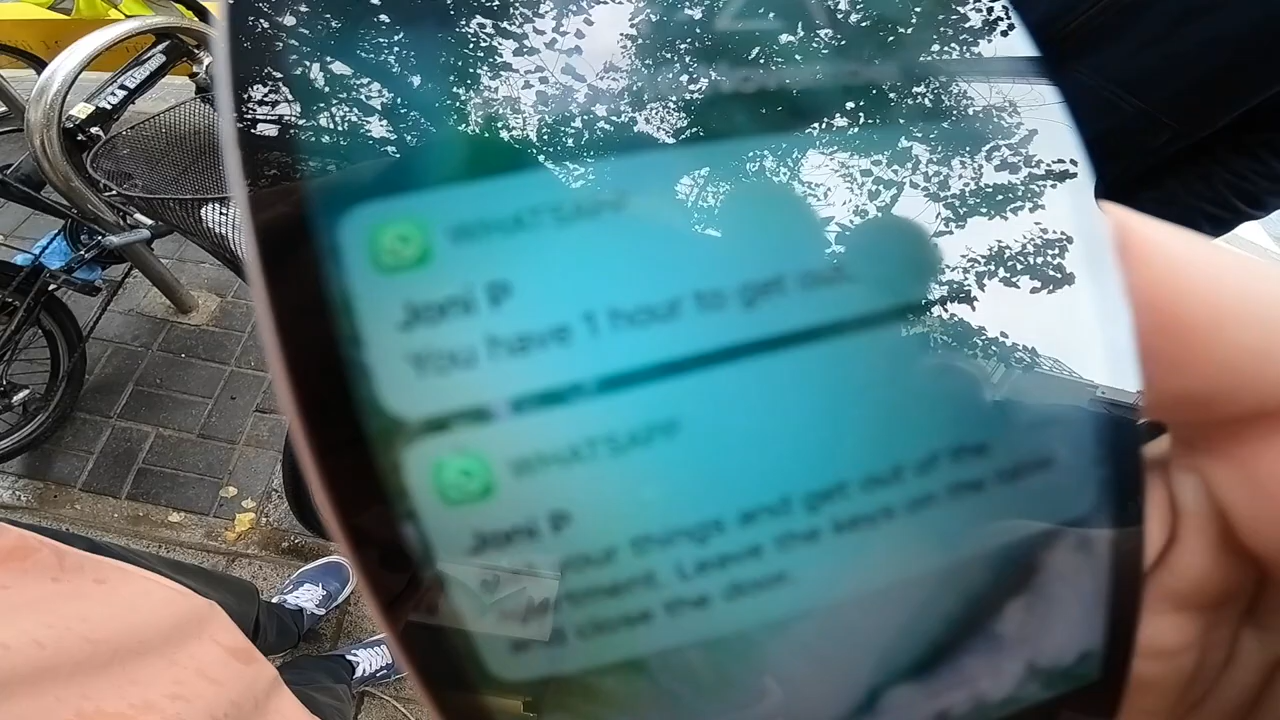 WHATSAPP
Joni P
You have 1 hour to get out.
WHATSAPP
Joni P
your things and get out of the
Leave the keys on the
and close the door.